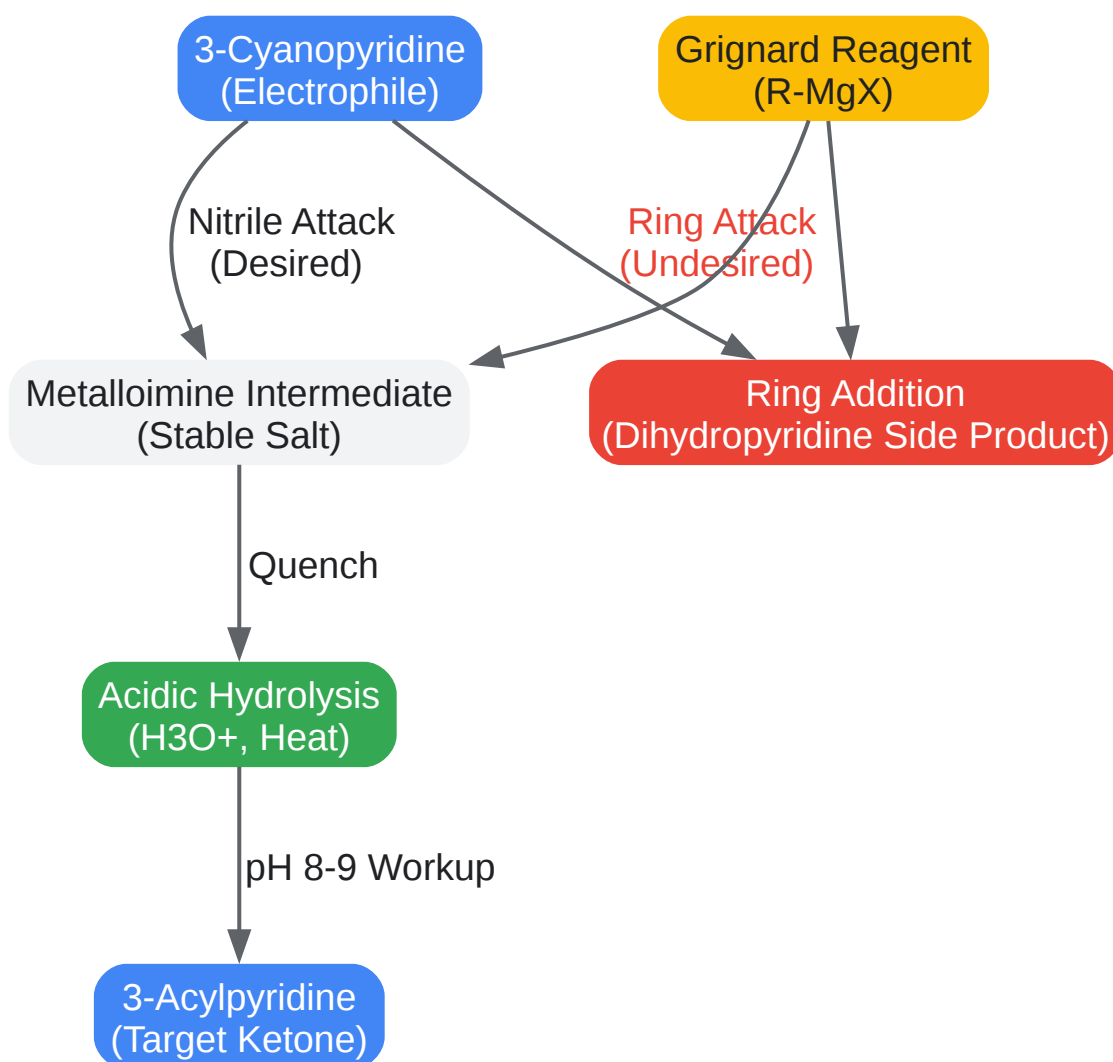 3-Cyanopyridine
(Electrophile)
Grignard Reagent
(R-MgX)
Nitrile Attack
(Desired)
Ring Attack
(Undesired)
Metalloimine Intermediate
(Stable Salt)
Ring Addition
(Dihydropyridine Side Product)
Quench
Acidic Hydrolysis
(H3O+, Heat)
pH 8-9 Workup
3-Acylpyridine
(Target Ketone)